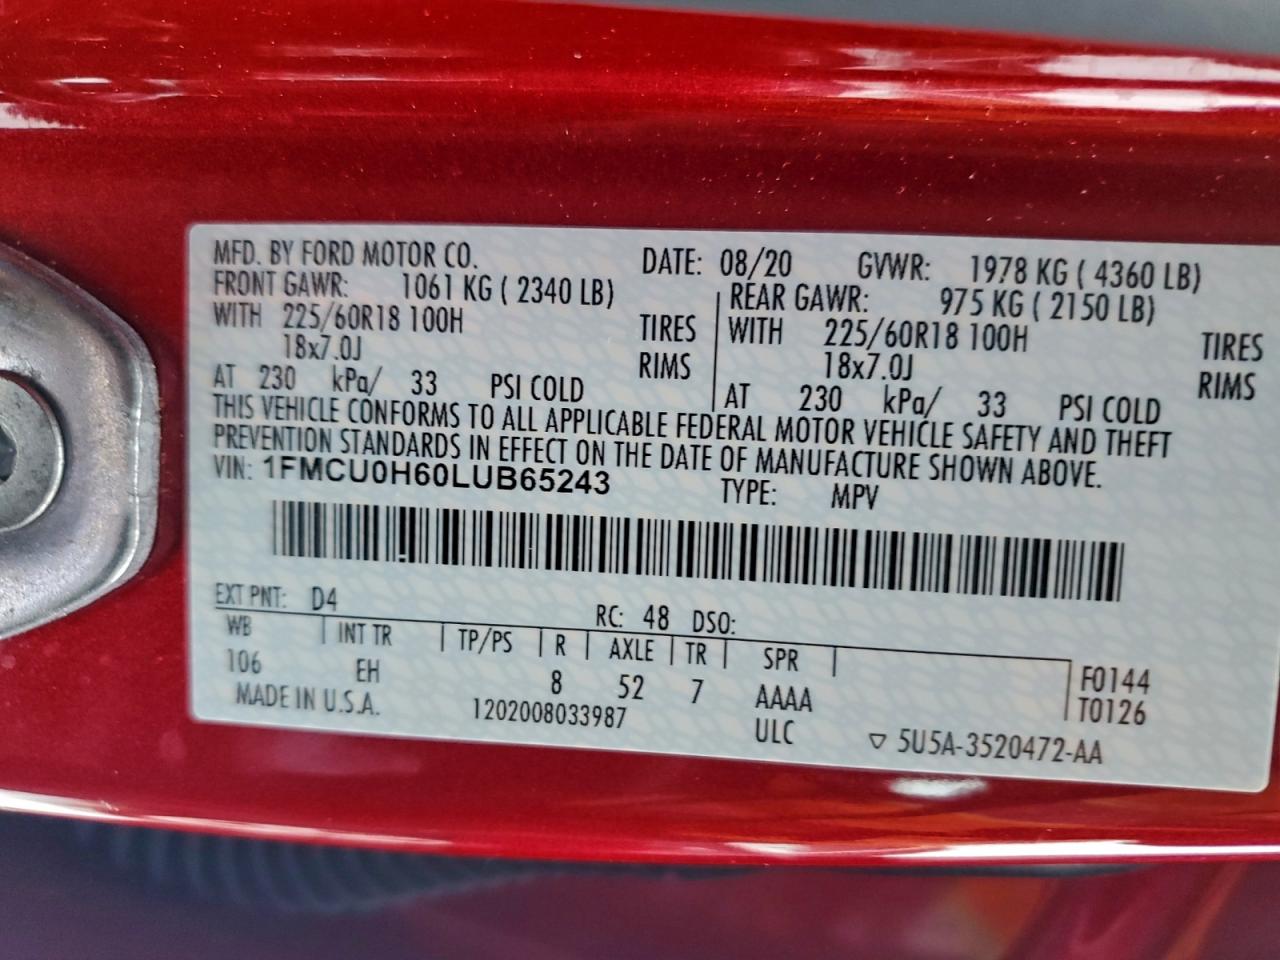 MFD. BY FORD MOTOR CO. DATE: 08/20 GVWR: 1978 KG ( 4360 LB)
FRONT GAWR: 1061 KG ( 2340 LB) REAR GAWR: 975 KG ( 2150 LB)
WITH 225/60R18 100H TIRES WITH 225/60R18 100H TIRES
18x7.0J RIMS 18x7.0J RIMS
AT 230 kPa/ 33 PSI COLD AT 230 kPa/ 33 PSI COLD
THIS VEHICLE CONFORMS TO ALL APPLICABLE FEDERAL MOTOR VEHICLE SAFETY AND THEFT
PREVENTION STANDARDS IN EFFECT ON THE DATE OF MANUFACTURE SHOWN ABOVE.
VIN: 1FMCU0H60LUB65243 TYPE: MPV
EXT PNT: D4 RC: 48 DSO:
WB INT TR TP/PS R AXLE TR SPR
106 EH 8 52 7 AAAA F0144
T0126
MADE IN U.S.A. 1202008033987 ULC ▽ 5U5A-3520472-AA